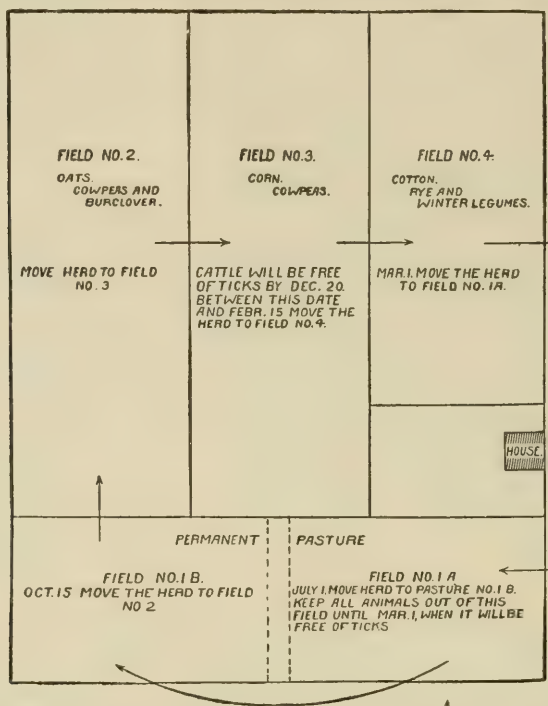 FIELD NO. 2.
OATS.
COWPEAS AND
BURCLOVER.
MOVE HERD TO FIELD
NO. 3
FIELD NO. 3.
CORN.
COWPEAS.
CATTLE WILL BE FREE
OF TICKS BY DEC. 20.
BETWEEN THIS DATE
AND FEBR. 15 MOVE THE
HERD TO FIELD NO. 4.
FIELD NO. 4.
COTTON.
RYE AND
WINTER LEGUMES.
MAR. 1. MOVE THE HERD
TO FIELD NO. 1A.
HOUSE.
PERMANENT PASTURE
FIELD NO. 1 B.
OCT. 15 MOVE THE HERD TO FIELD
NO 2
FIELD NO. 1 A
JULY 1. MOVE HERD TO PASTURE NO. 1 B.
KEEP ALL ANIMALS OUT OF THIS
FIELD UNTIL MAR. 1, WHEN IT WILL BE
FREE OF TICKS